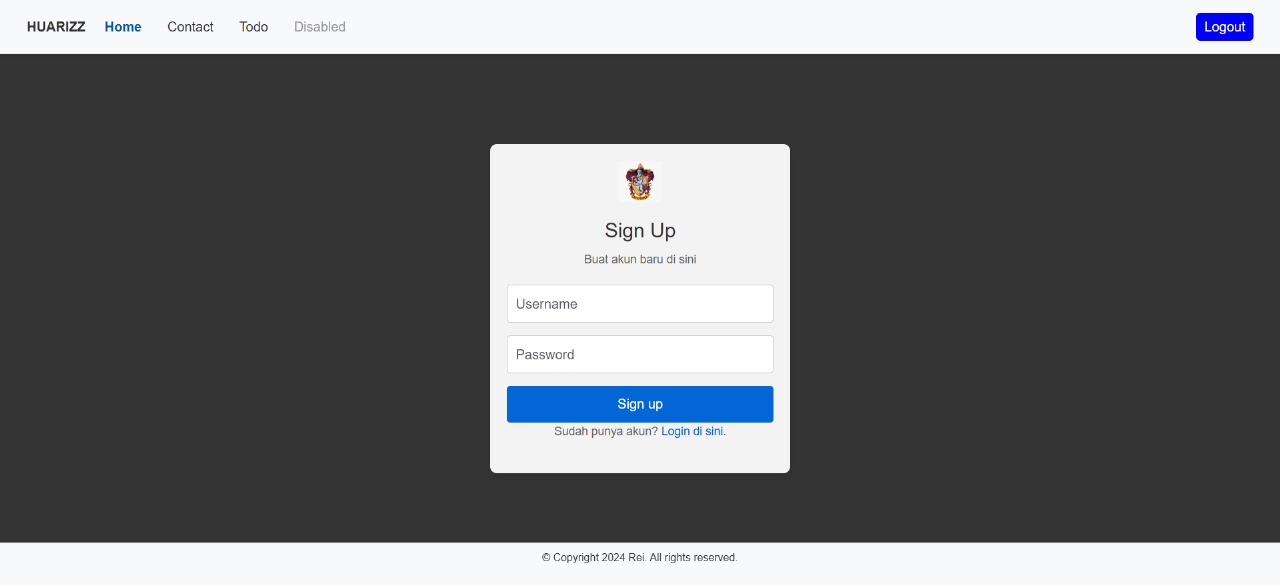 HUARIZZ Home Contact Todo Disabled Logout
Sign Up
Buat akun baru di sini
Username
Password
Sign up
Sudah punya akun? Login di sini.
© Copyright 2024 Rei. All rights reserved.